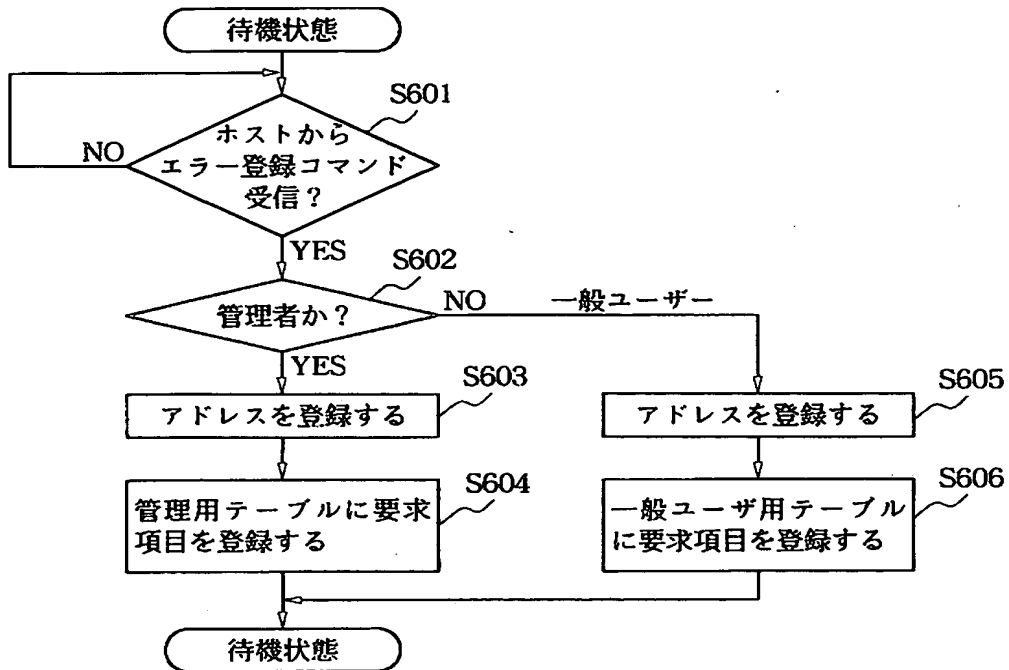 待機状態
S601
ホストから
エラー登録コマンド
受信？
NO
YES
S602
管理者か？
NO
一般ユーザー
YES
S603
アドレスを登録する
S605
アドレスを登録する
S604
管理用テーブルに要求
項目を登録する
S606
一般ユーザ用テーブル
に要求項目を登録する
待機状態